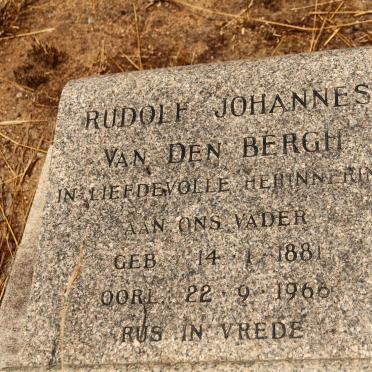 RUDOLF JOHANNES
VAN DEN BERGH
IN LIEFDEVOLLE HERINNERIN
AAN ONS VADER
GEB. 14·1·1881
OORL. 22·9·1966
RUS IN VREDE